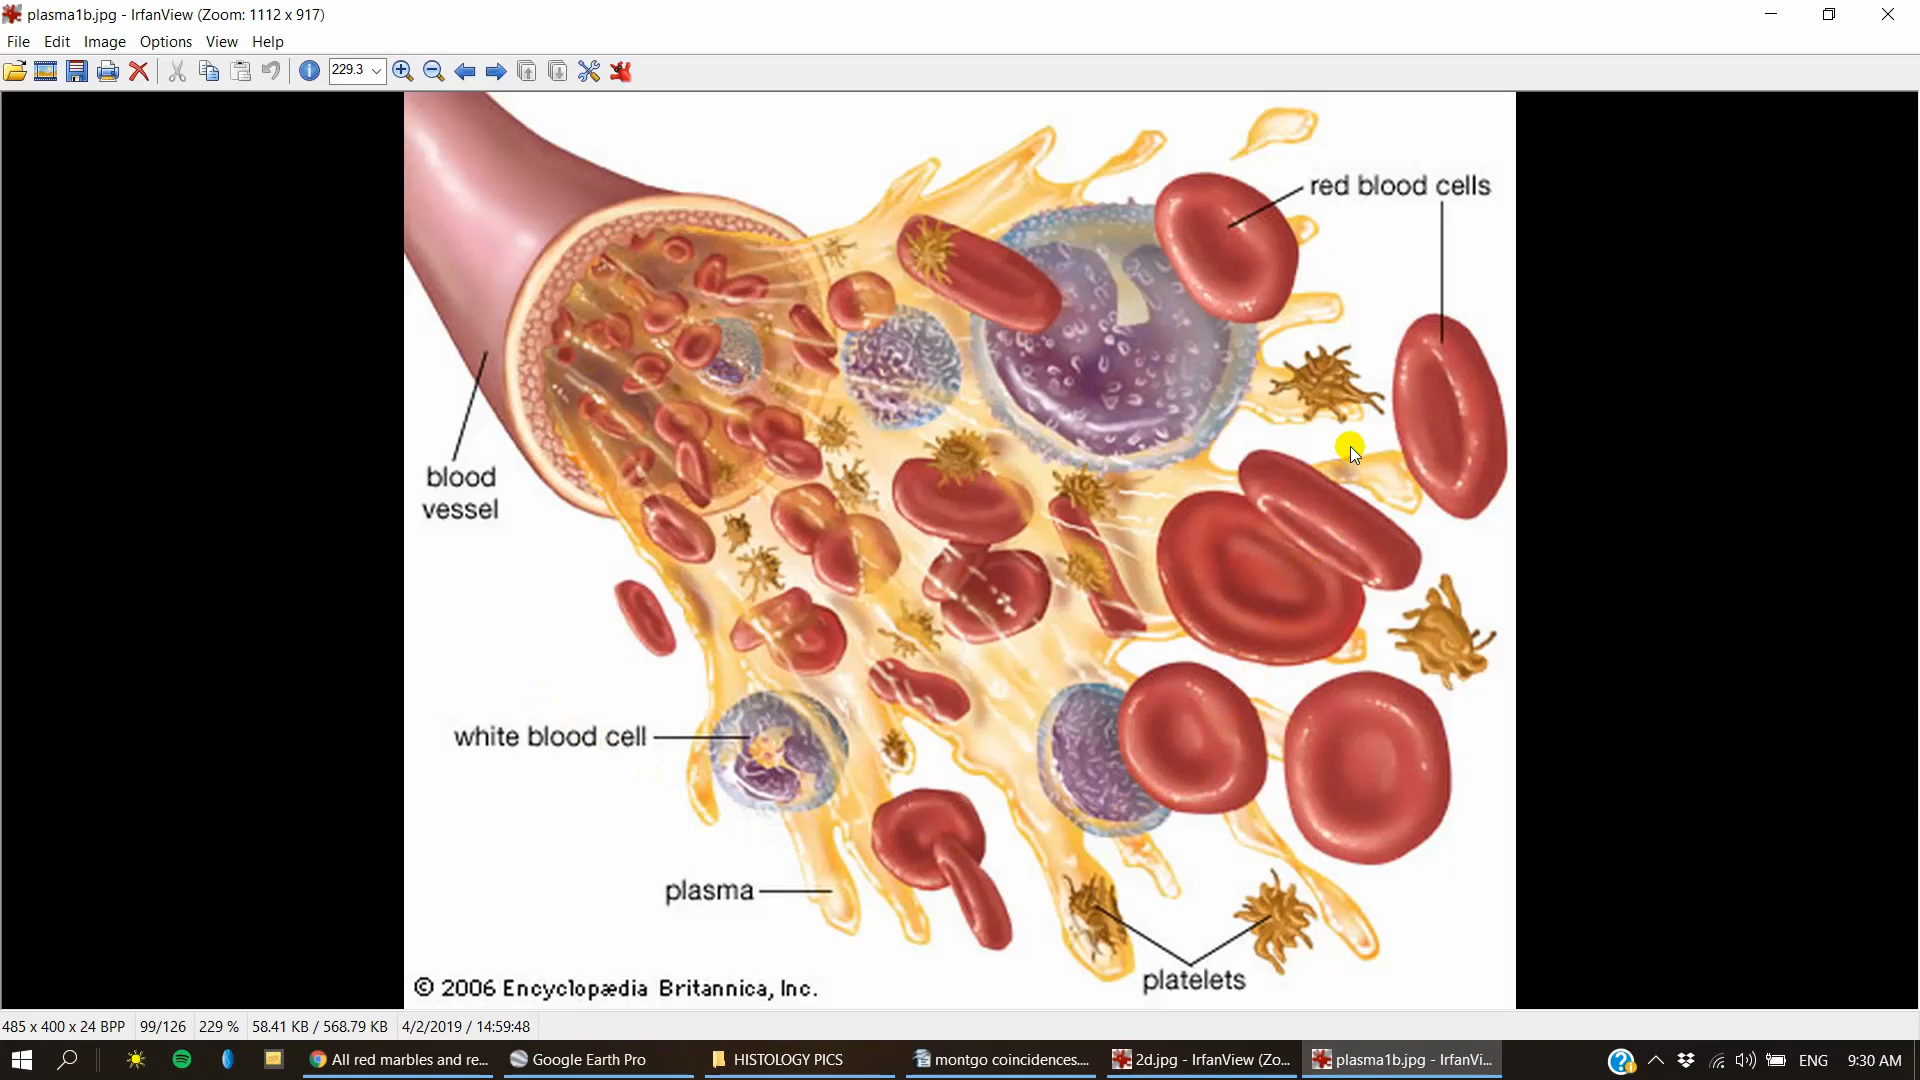 plasma1b.jpg - IrfanView (Zoom: 1112 x 917)
File Edit Image Options View Help
229.3
red blood cells
blood
vessel
white blood cell
plasma
platelets
© 2006 Encyclopædia Britannica, Inc.
485 x 400 x 24 BPP 99/126 229 % 58.41 KB / 568.79 KB 4/2/2019 / 14:59:48
All red marbles and re... Google Earth Pro HISTOLOGY PICS montgo coincidences.... 2d.jpg - IrfanView (Zo... plasma1b.jpg - IrfanVi... ENG 9:30 AM